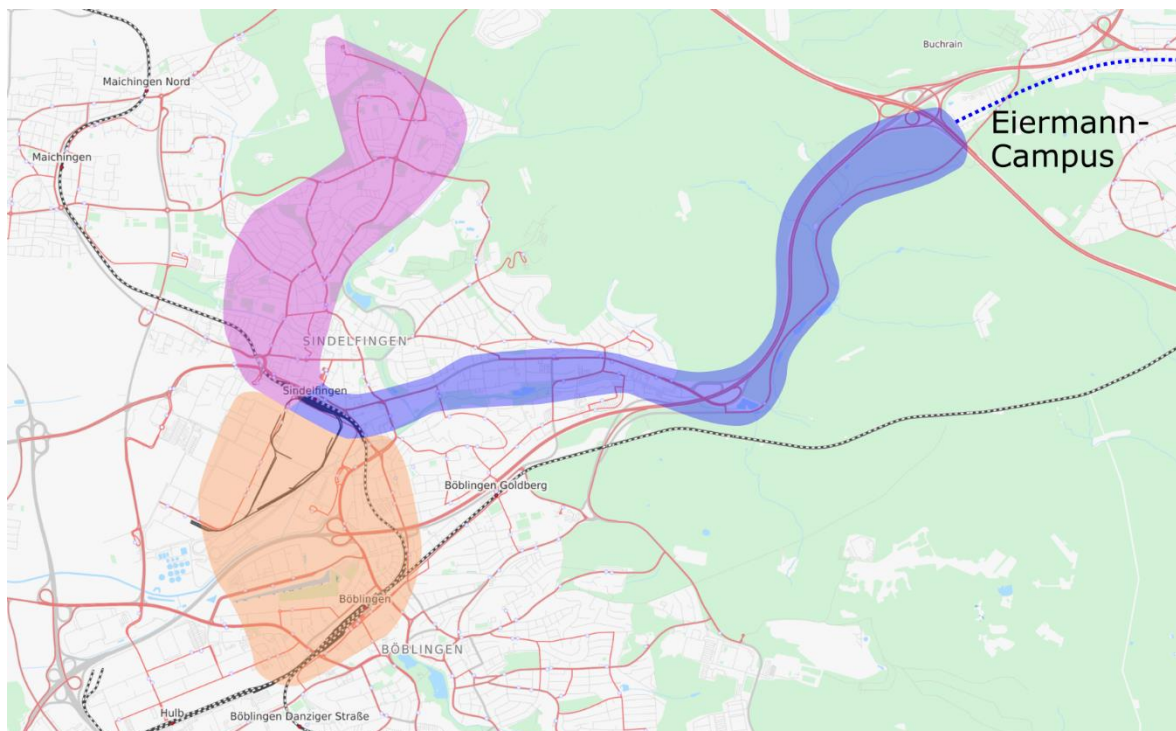 Buchrain
Maichingen Nord
Eiermann-
Campus
Maichingen
SINDELFINGEN
Sindelfingen
Böblingen Goldberg
Böblingen
BÖBLINGEN
Hulb
Böblingen Danziger Straße